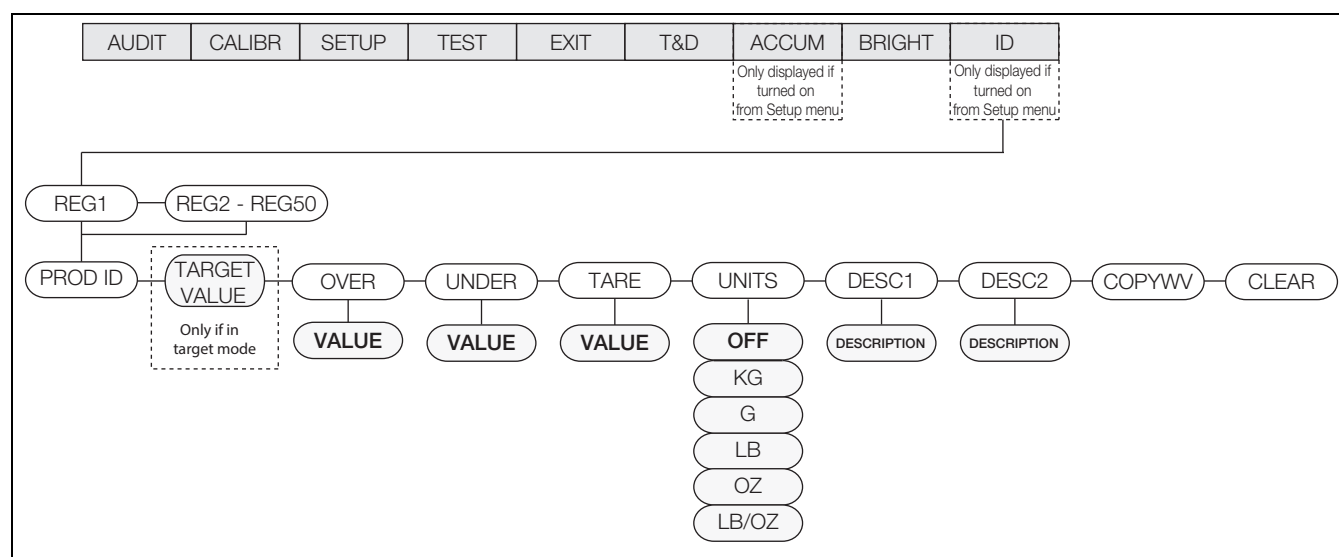 AUDIT CALIBR SETUP TEST EXIT T&D ACCUM BRIGHT ID
Only displayed if
turned on
from Setup menu
Only displayed if
turned on
from Setup menu
REG1 REG2 - REG50
PROD ID
TARGET
VALUE
Only if in
target mode
OVER UNDER TARE UNITS DESC1 DESC2 COPYWV CLEAR
VALUE VALUE VALUE OFF DESCRIPTION DESCRIPTION
KG
G
LB
OZ
LB/OZ